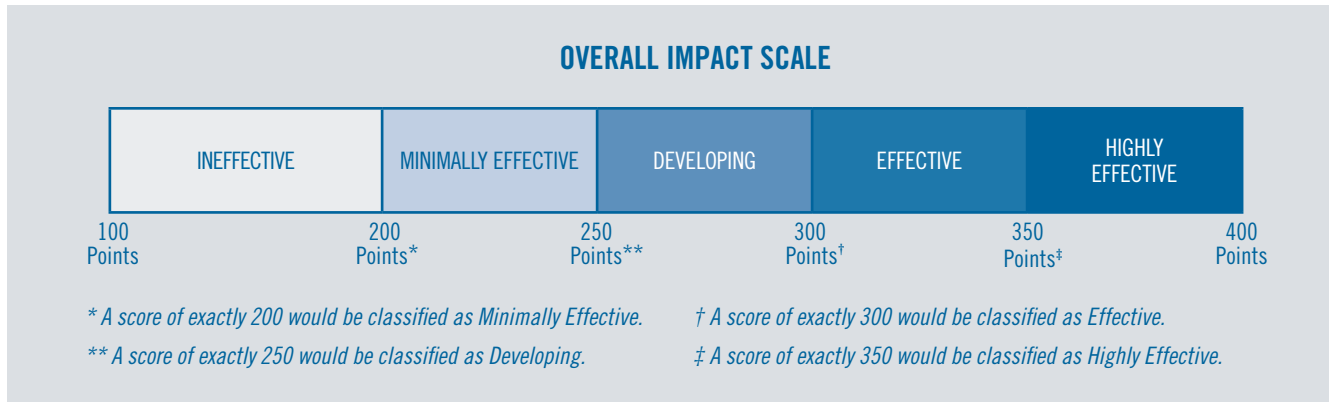 OVERALL IMPACT SCALE
INEFFECTIVE
MINIMALLY EFFECTIVE
DEVELOPING
EFFECTIVE
HIGHLY
EFFECTIVE
100
Points
200
Points*
250
Points**
300
Points†
350
Points‡
400
Points
* A score of exactly 200 would be classified as Minimally Effective.
** A score of exactly 250 would be classified as Developing.
† A score of exactly 300 would be classified as Effective.
‡ A score of exactly 350 would be classified as Highly Effective.